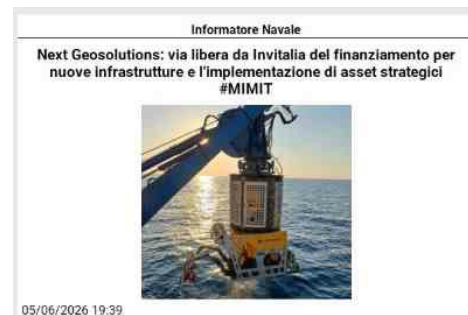 Informatore Navale
Next Geosolutions: via libera da Invitalia del finanziamento per
nuove infrastrutture e l'implementazione di asset strategici
#MIMIT
05/06/2026 19:39